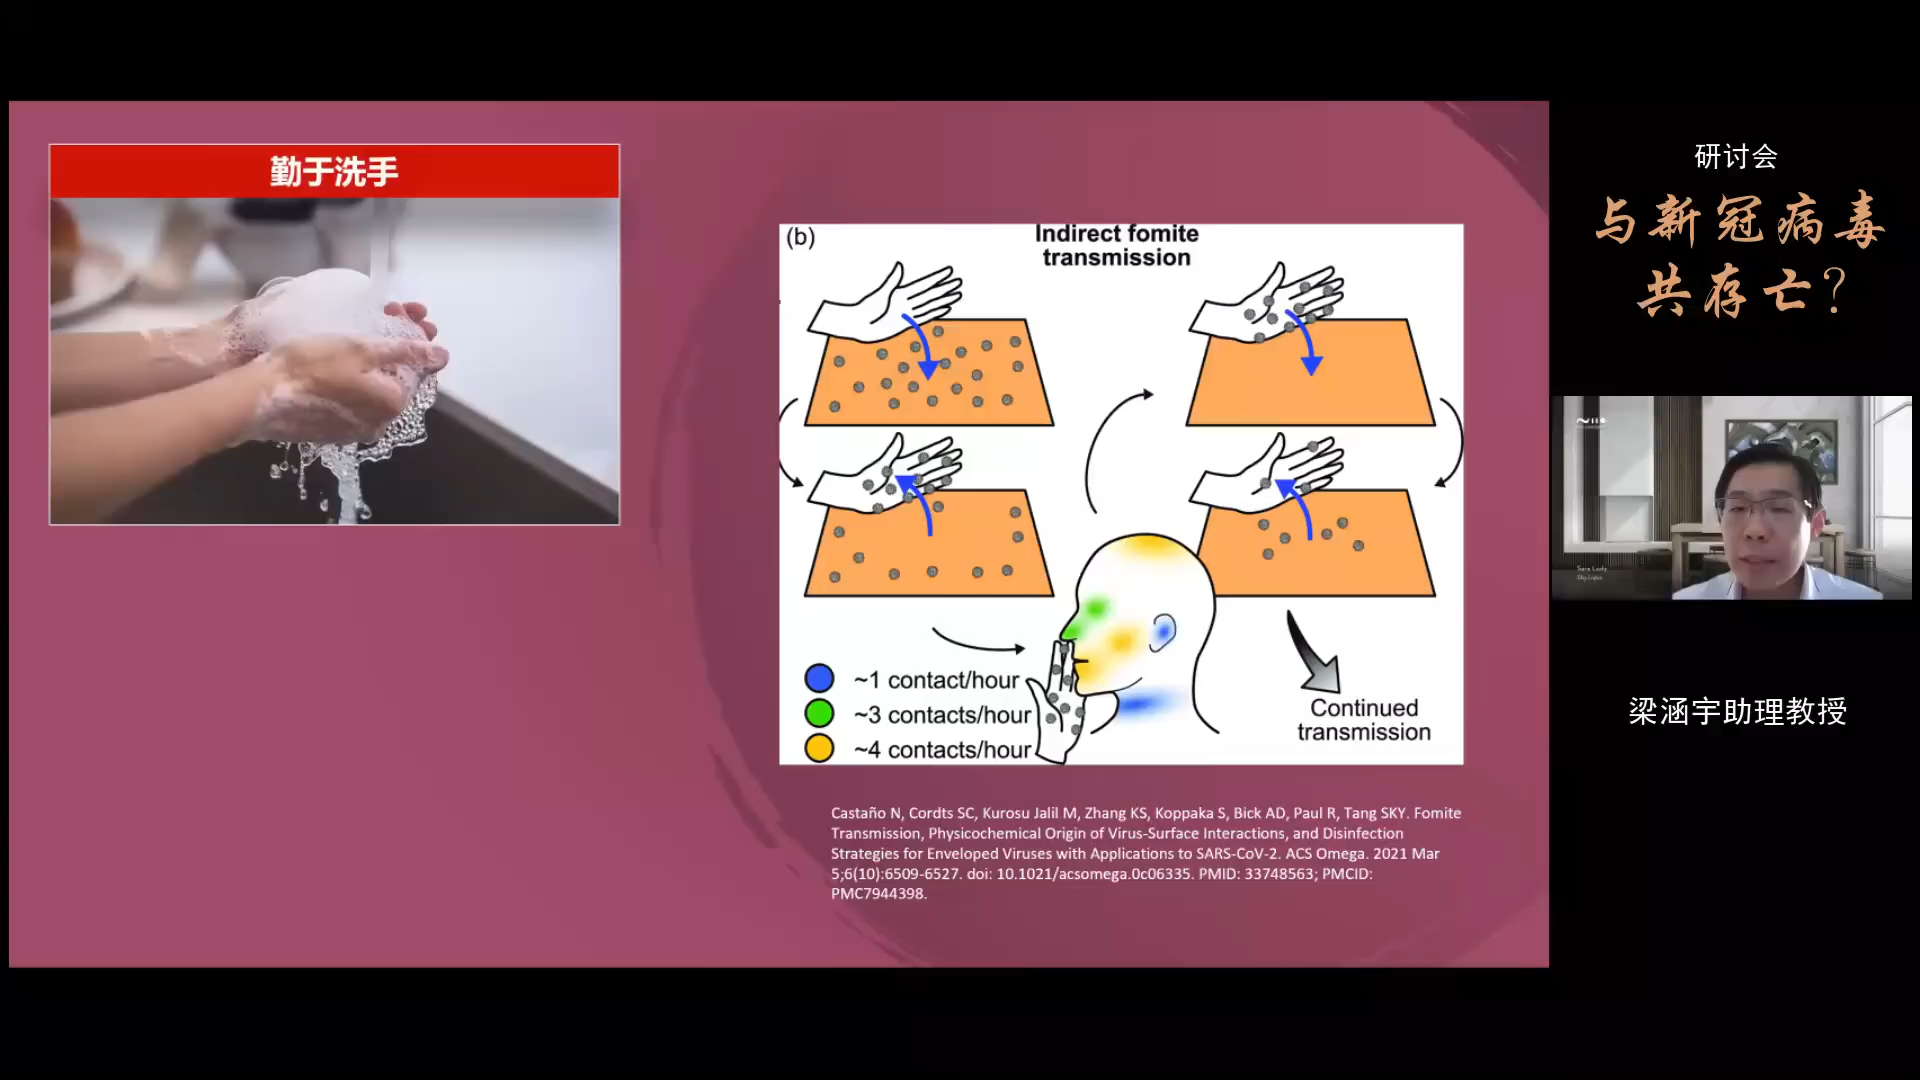 勤于洗手
(b)
Indirect fomite
transmission
~1 contact/hour
~3 contacts/hour
~4 contacts/hour
Continued
transmission
Castaño N, Cordts SC, Kurosu Jalil M, Zhang KS, Koppaka S, Bick AD, Paul R, Tang SKY. Fomite
Transmission, Physicochemical Origin of Virus-Surface Interactions, and Disinfection
Strategies for Enveloped Viruses with Applications to SARS-CoV-2. ACS Omega. 2021 Mar
5;6(10):6509-6527. doi: 10.1021/acsomega.0c06335. PMID: 33748563; PMCID:
PMC7944398.
研讨会
与新冠病毒
共存亡?
梁涵宇助理教授